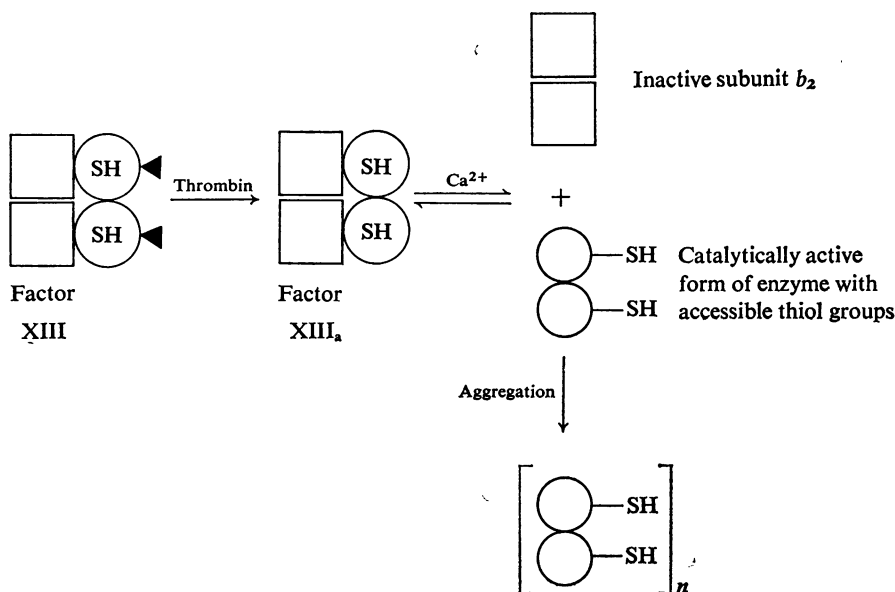 Inactive subunit b₂
SH
SH
Thrombin
SH
SH
Ca²⁺
+
Factor
XIII
Factor
XIIIₐ
SH
SH
Catalytically active
form of enzyme with
accessible thiol groups
Aggregation
SH
SH
n